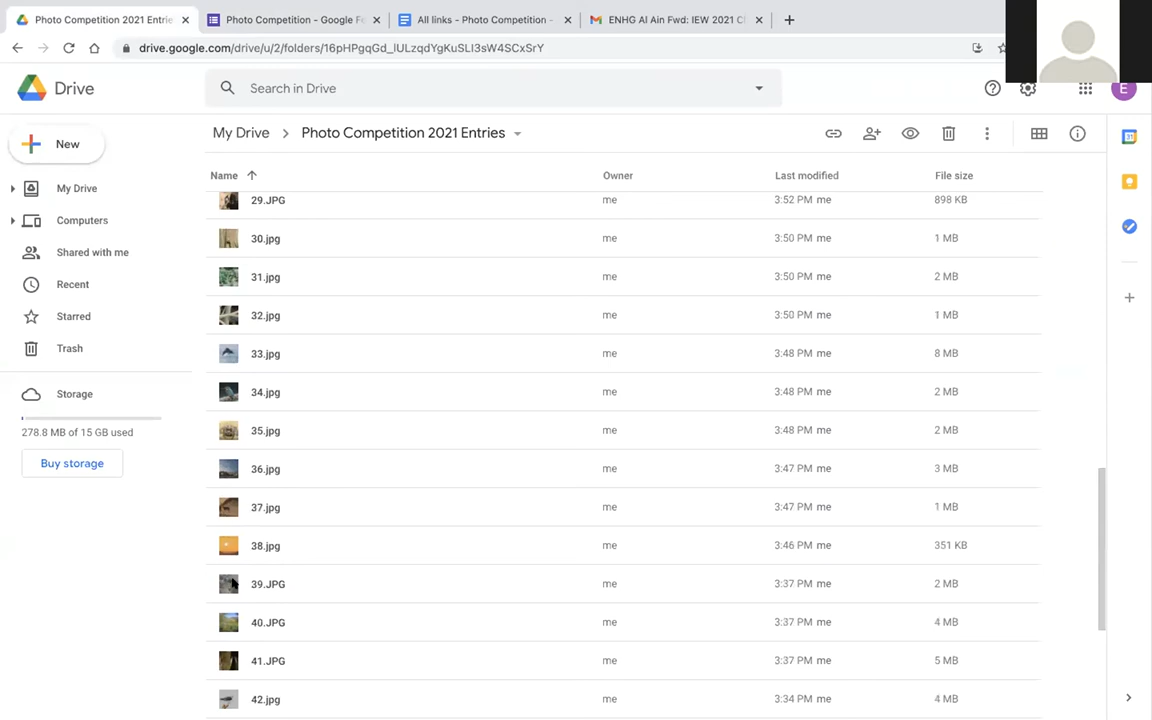 Photo Competition 2021 Entrie
Photo Competition - Google Fo
All links - Photo Competition -
ENHG Al Ain Fwd: IEW 2021 C
drive.google.com/drive/u/2/folders/16pHPgqGd_lULzqdYgKuSLI3sW4SCxSrY
Drive
Search in Drive
E
New
My Drive
Photo Competition 2021 Entries
Name
Owner
Last modified
File size
My Drive
Computers
Shared with me
Recent
Starred
Trash
Storage
278.8 MB of 15 GB used
Buy storage
29.JPG me 3:52 PM me 898 KB
30.jpg me 3:50 PM me 1 MB
31.jpg me 3:50 PM me 2 MB
32.jpg me 3:50 PM me 1 MB
33.jpg me 3:48 PM me 8 MB
34.jpg me 3:48 PM me 2 MB
35.jpg me 3:48 PM me 2 MB
36.jpg me 3:47 PM me 3 MB
37.jpg me 3:47 PM me 1 MB
38.jpg me 3:46 PM me 351 KB
39.JPG me 3:37 PM me 2 MB
40.JPG me 3:37 PM me 4 MB
41.JPG me 3:37 PM me 5 MB
42.jpg me 3:34 PM me 4 MB